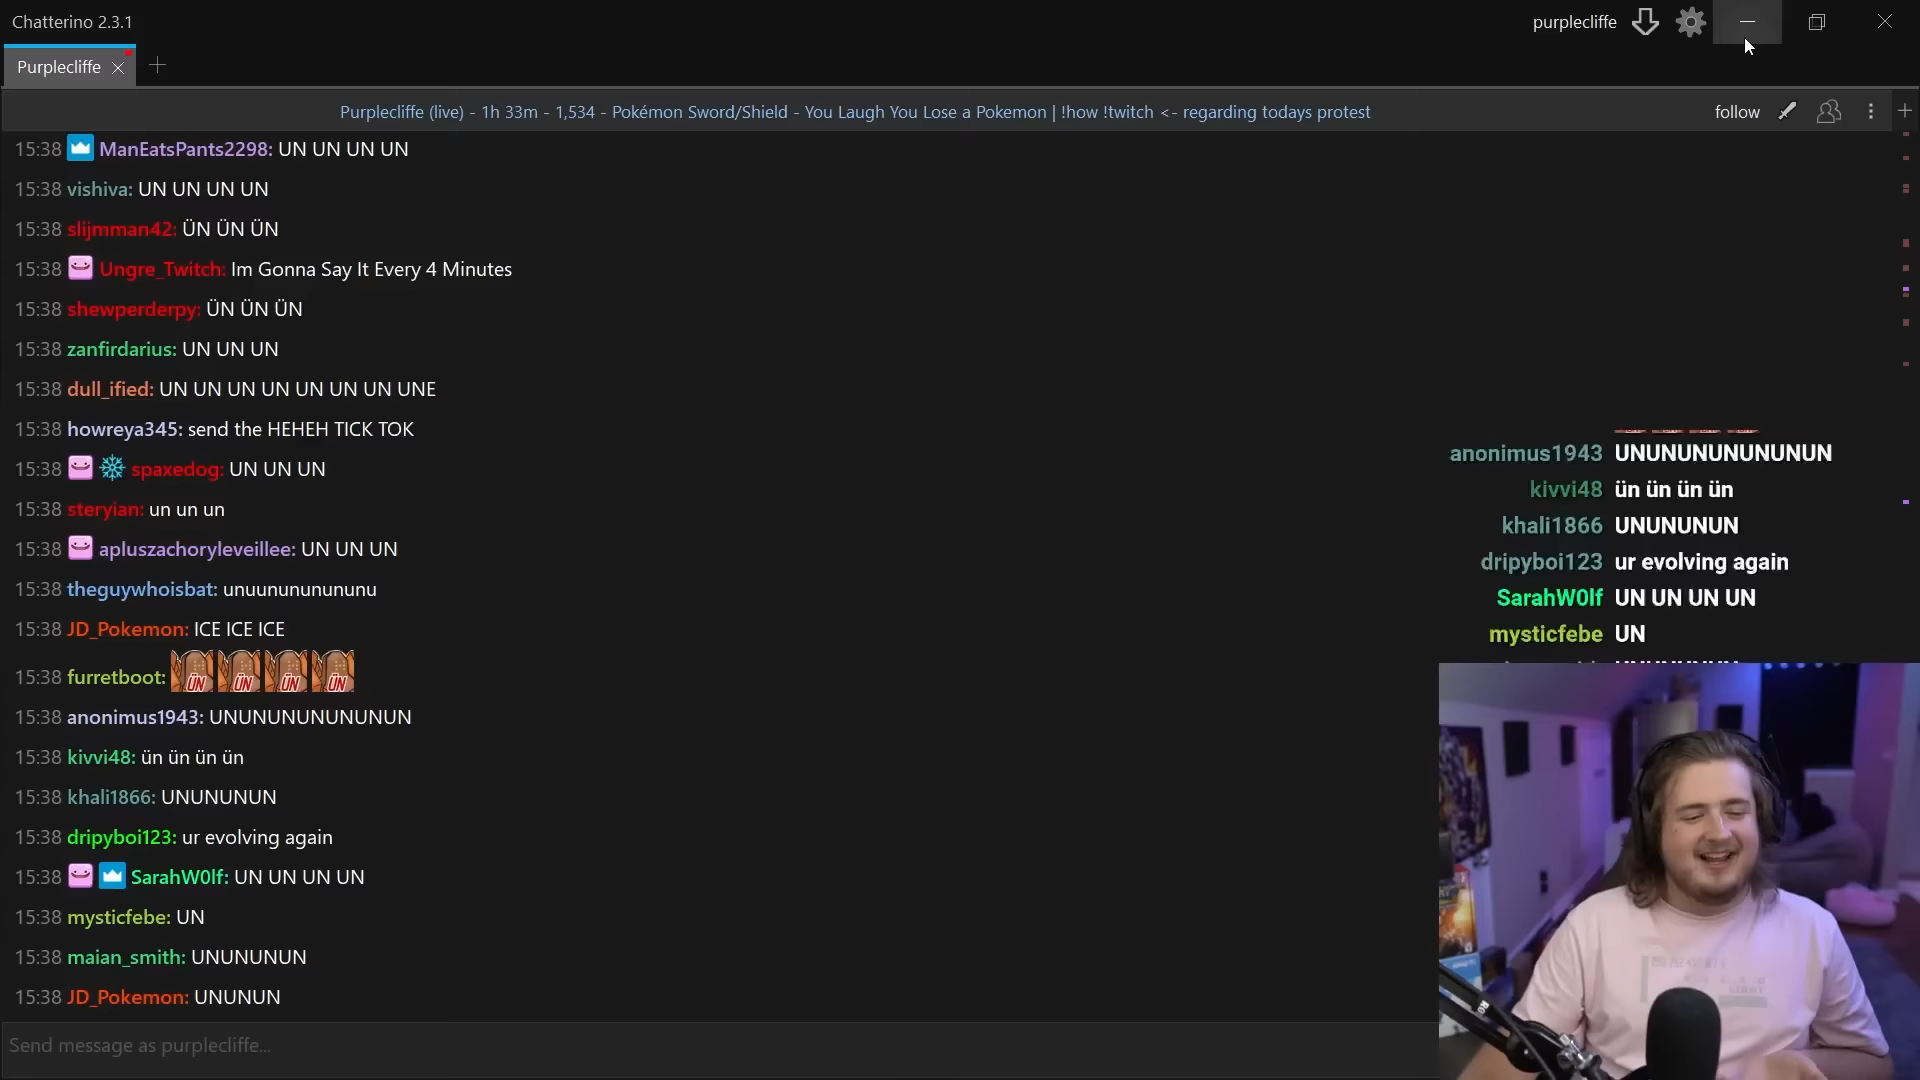 Chatterino 2.3.1
purplecliffe
Purplecliffe
Purplecliffe (live) - 1h 33m - 1,534 - Pokémon Sword/Shield - You Laugh You Lose a Pokemon | !how !twitch <- regarding todays protest
follow
15:38 ManEatsPants2298: UN UN UN UN
15:38 vishiva: UN UN UN UN
15:38 slijmman42: ÜN ÜN ÜN
15:38 Ungre_Twitch: Im Gonna Say It Every 4 Minutes
15:38 shewperderpy: ÜN ÜN ÜN
15:38 zanfirdarius: UN UN UN
15:38 dull_ified: UN UN UN UN UN UN UN UNE
15:38 howreya345: send the HEHEH TICK TOK
15:38 spaxedog: UN UN UN
15:38 steryian: un un un
15:38 apluszachoryleveillee: UN UN UN
15:38 theguywhoisbat: unuunununununu
15:38 JD_Pokemon: ICE ICE ICE
15:38 furretboot: ÜN ÜN ÜN ÜN
15:38 anonimus1943: UNUNUNUNUNUNUN
15:38 kivvi48: ün ün ün ün
15:38 khali1866: UNUNUNUN
15:38 dripyboi123: ur evolving again
15:38 SarahW0lf: UN UN UN UN
15:38 mysticfebe: UN
15:38 maian_smith: UNUNUNUN
15:38 JD_Pokemon: UNUNUN
Send message as purplecliffe...
anonimus1943 UNUNUNUNUNUNUN
kivvi48 ün ün ün ün
khali1866 UNUNUNUN
dripyboi123 ur evolving again
SarahW0lf UN UN UN UN
mysticfebe UN